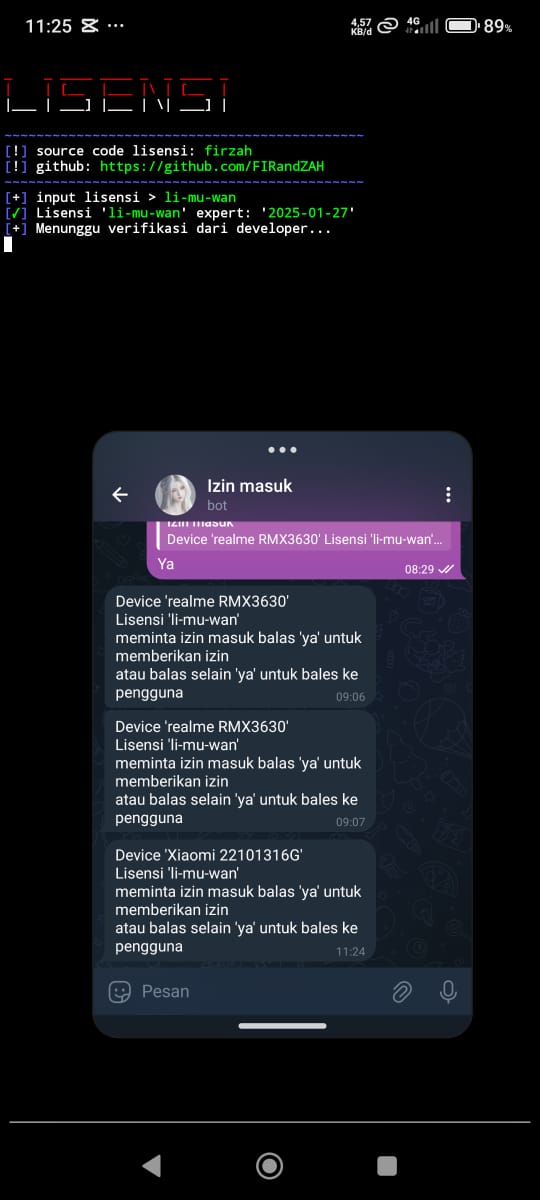 11:25 ··· 4,57 KB/d 4G 89%
LISENSI
[!] source code lisensi: firzah
[!] github: https://github.com/FIRandZAH
[+] input lisensi > li-mu-wan
[✓] Lisensi 'li-mu-wan' expert: '2025-01-27'
[+] Menunggu verifikasi dari developer...
Izin masuk
bot
Izin masuk
Device 'realme RMX3630' Lisensi 'li-mu-wan'...
Ya
08:29
Device 'realme RMX3630'
Lisensi 'li-mu-wan'
meminta izin masuk balas 'ya' untuk
memberikan izin
atau balas selain 'ya' untuk bales ke
pengguna
09:06
Device 'realme RMX3630'
Lisensi 'li-mu-wan'
meminta izin masuk balas 'ya' untuk
memberikan izin
atau balas selain 'ya' untuk bales ke
pengguna
09:07
Device 'Xiaomi 22101316G'
Lisensi 'li-mu-wan'
meminta izin masuk balas 'ya' untuk
memberikan izin
atau balas selain 'ya' untuk bales ke
pengguna
11:24
Pesan